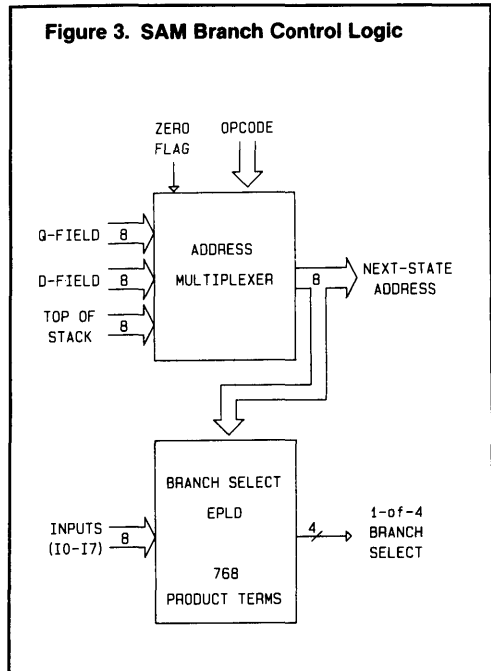 Figure 3. SAM Branch Control Logic
ZERO
FLAG
OPCODE
Q-FIELD
8
D-FIELD
8
TOP OF
STACK
8
ADDRESS
MULTIPLEXER
8
NEXT-STATE
ADDRESS
INPUTS
(I0-I7)
8
BRANCH SELECT
EPLD
768
PRODUCT TERMS
4
1-of-4
BRANCH
SELECT